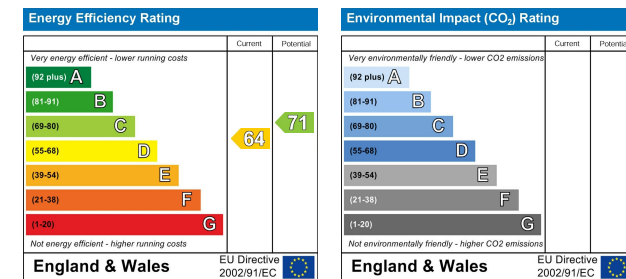 Energy Efficiency Rating
Current Potential
Very energy efficient - lower running costs
(92 plus) A
(81-91) B
(69-80) C
(55-68) D
(39-54) E
(21-38) F
(1-20) G
64
71
Not energy efficient - higher running costs
England & Wales
EU Directive
2002/91/EC
Environmental Impact (CO2) Rating
Current Potential
Very environmentally friendly - lower CO2 emissions
(92 plus) A
(81-91) B
(69-80) C
(55-68) D
(39-54) E
(21-38) F
(1-20) G
Not environmentally friendly - higher CO2 emissions
England & Wales
EU Directive
2002/91/EC